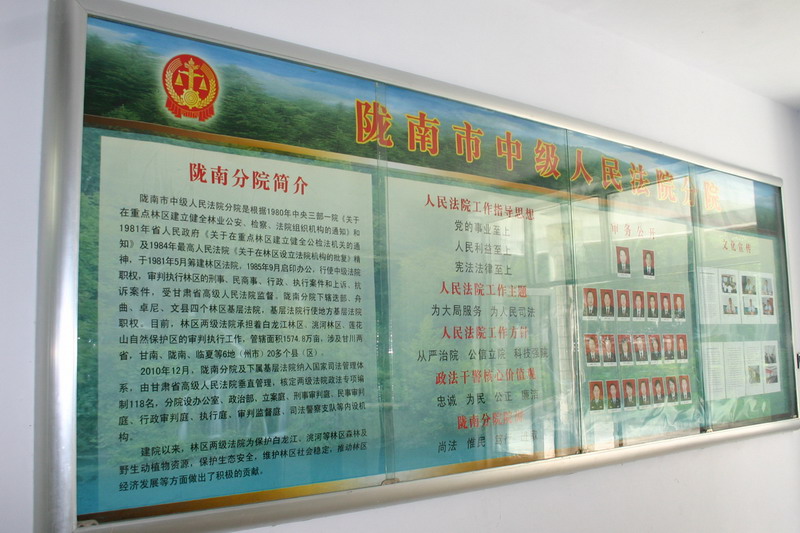 陇南市中级人民法院分院
陇南分院简介
陇南市中级人民法院分院是根据1980年中央三部一院《关于
在重点林区建立健全林业公安、检察、法院组织机构的通知》和
1981年省人民政府《关于在重点林区建立健全公检法机关的通
知》及1984年最高人民法院《关于在林区设立法院机构的批复》精
神，于1981年5月筹建林区法院，1985年9月启印办公，行使中级法院
职权，审判执行林区的刑事、民商事、行政、执行案件和上诉、抗
诉案件，受甘肃省高级人民法院监督，陇南分院下辖迭部、舟
曲、卓尼、文县四个林区基层法院，基层法院行使地方基层法院
职权。目前，林区两级法院承担着白龙江林区、洮河林区、莲花
山自然保护区的审判执行工作，管辖面积1574.8万亩，涉及甘川两
省，甘南、陇南、临夏等6地（州市）20多个县（区）。
2010年12月，陇南分院及下属基层法院纳入国家司法管理体
系，由甘肃省高级人民法院垂直管理，核定两级法院政法专项编
制118名，分院设办公室、政治部、立案庭、刑事审判庭、民事审判
庭、行政审判庭、执行庭、审判监督庭、司法警察支队等内设机
构。
建院以来，林区两级法院为保护白龙江、洮河等林区森林及
野生动植物资源，保护生态安全，维护林区社会稳定，推动林区
经济发展等方面做出了积极的贡献。
人民法院工作指导思想
党的事业至上
人民利益至上
宪法法律至上
人民法院工作主题
为大局服务 为人民司法
人民法院工作方针
从严治院 公信立院 科技强院
政法干警核心价值观
忠诚 为民 公正 廉洁
陇南分院院训
尚法
警务公开